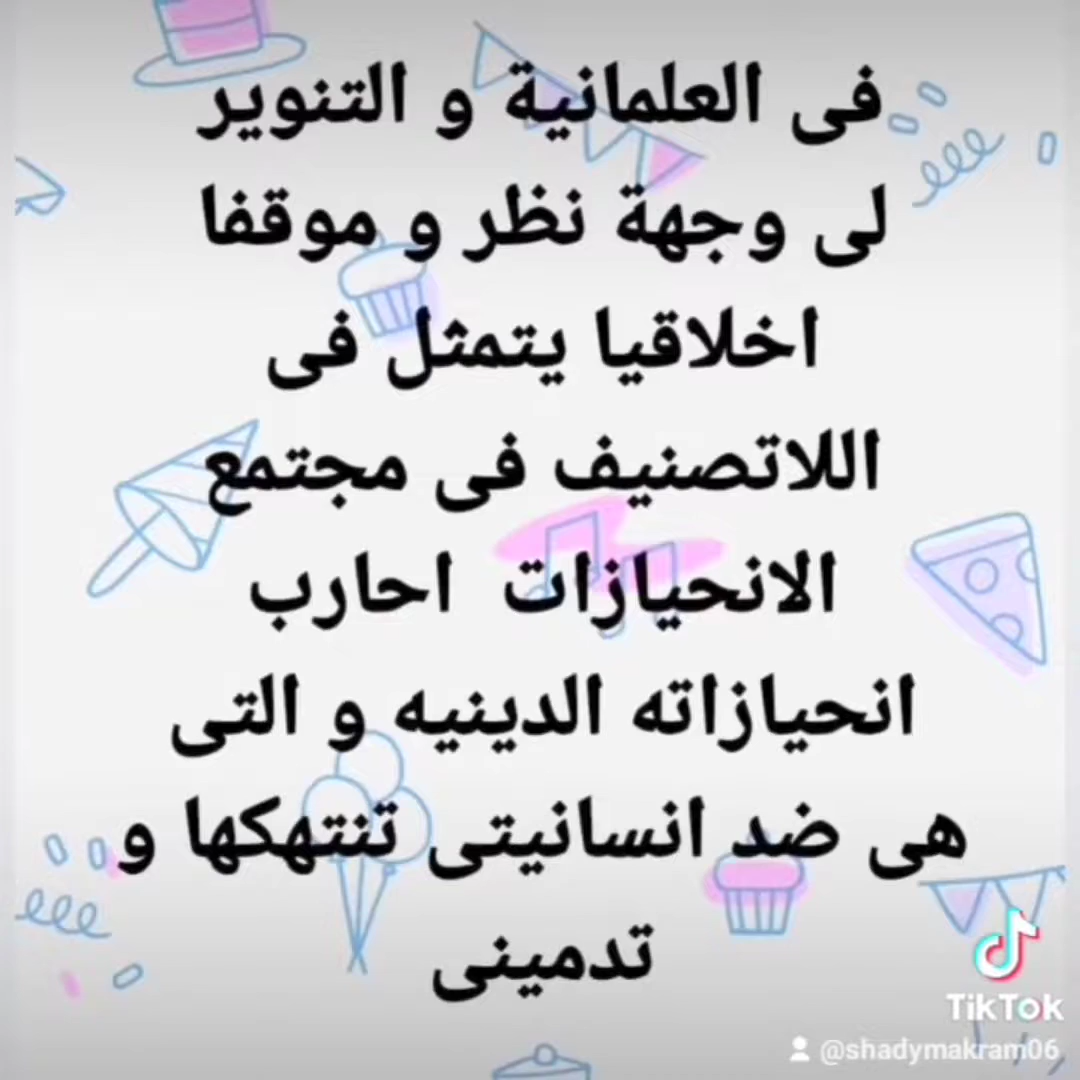 فى العلمانية و التنوير
لى وجهة نظر و موقفا
اخلاقيا يتمثل فى
اللاتصنيف فى مجتمع
الانحيازات احارب
انحيازاته الدينيه و التى
هى ضد انسانيتى تنتهكها و
تدمينى
TikTok
@shadymakram06